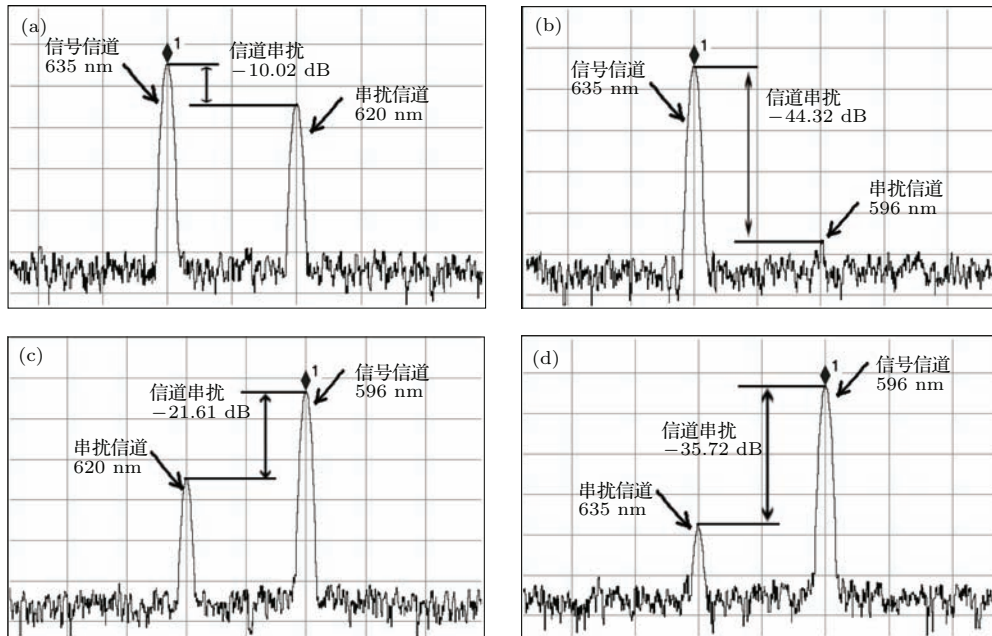 (a)
1
信号信道
635 nm
信道串扰
−10.02 dB
串扰信道
620 nm
(b)
1
信号信道
635 nm
信道串扰
−44.32 dB
串扰信道
596 nm
(c)
1
信号信道
596 nm
信道串扰
−21.61 dB
串扰信道
620 nm
(d)
1
信号信道
596 nm
信道串扰
−35.72 dB
串扰信道
635 nm